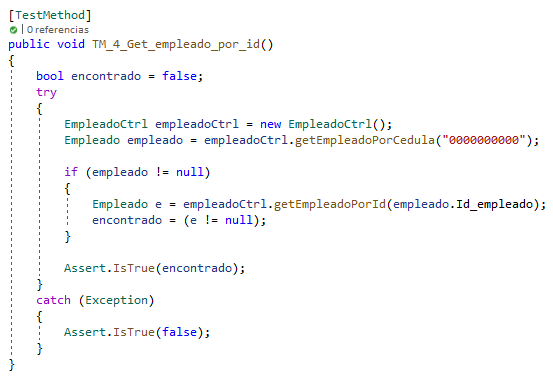 [TestMethod]
| 0 referencias
public void TM_4_Get_empleado_por_id()
{
bool encontrado = false;
try
{
EmpleadoCtrl empleadoCtrl = new EmpleadoCtrl();
Empleado empleado = empleadoCtrl.getEmpleadoPorCedula("0000000000");
if (empleado != null)
{
Empleado e = empleadoCtrl.getEmpleadoPorId(empleado.Id_empleado);
encontrado = (e != null);
}
Assert.IsTrue(encontrado);
}
catch (Exception)
{
Assert.IsTrue(false);
}
}